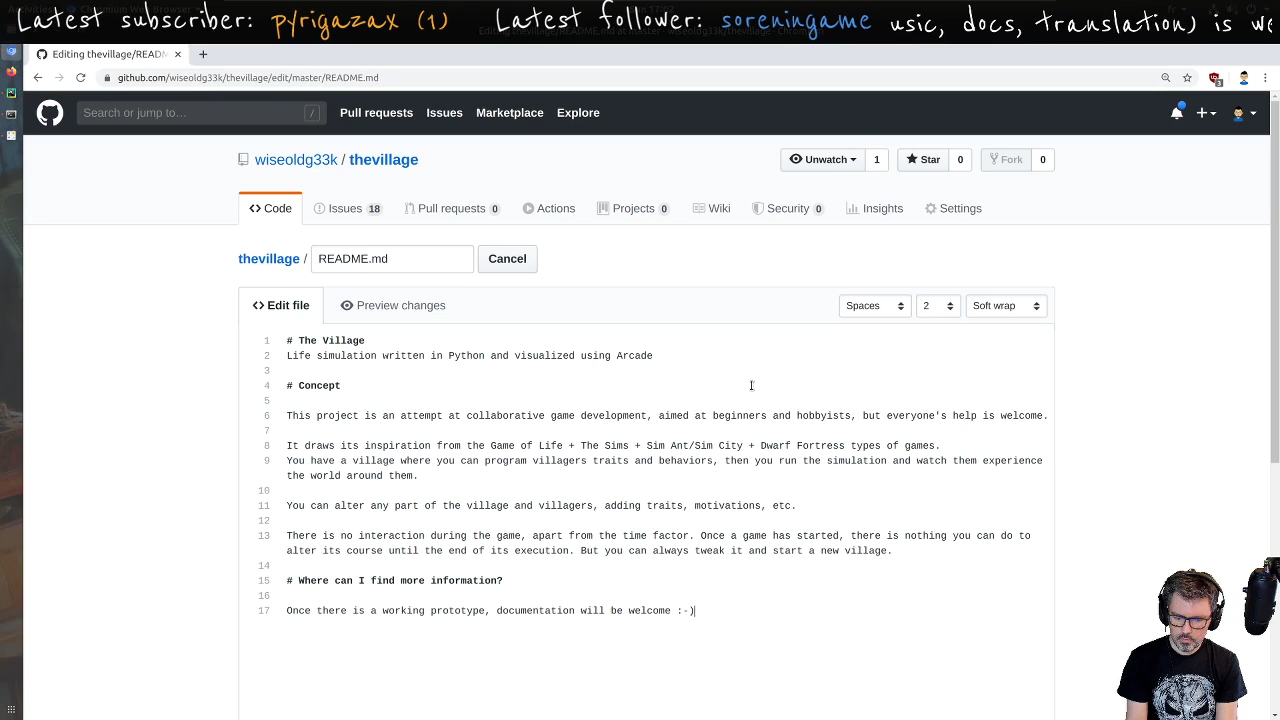 Latest subscriber: pyrigazax (1) Latest follower: soreningame usic, docs, translation) is we
Editing thevillage/READM
github.com/wiseoldg33k/thevillage/edit/master/README.md
3
Search or jump to… /
Pull requests Issues Marketplace Explore
wiseoldg33k / thevillage
Unwatch 1 Star 0 Fork 0
Code Issues 18 Pull requests 0 Actions Projects 0 Wiki Security 0 Insights Settings
thevillage / README.md Cancel
Edit file Preview changes Spaces 2 Soft wrap
1 # The Village
2 Life simulation written in Python and visualized using Arcade
3
4 # Concept
5
6 This project is an attempt at collaborative game development, aimed at beginners and hobbyists, but everyone's help is welcome.
7
8 It draws its inspiration from the Game of Life + The Sims + Sim Ant/Sim City + Dwarf Fortress types of games.
9 You have a village where you can program villagers traits and behaviors, then you run the simulation and watch them experience
the world around them.
10
11 You can alter any part of the village and villagers, adding traits, motivations, etc.
12
13 There is no interaction during the game, apart from the time factor. Once a game has started, there is nothing you can do to
alter its course until the end of its execution. But you can always tweak it and start a new village.
14
15 # Where can I find more information?
16
17 Once there is a working prototype, documentation will be welcome :-)